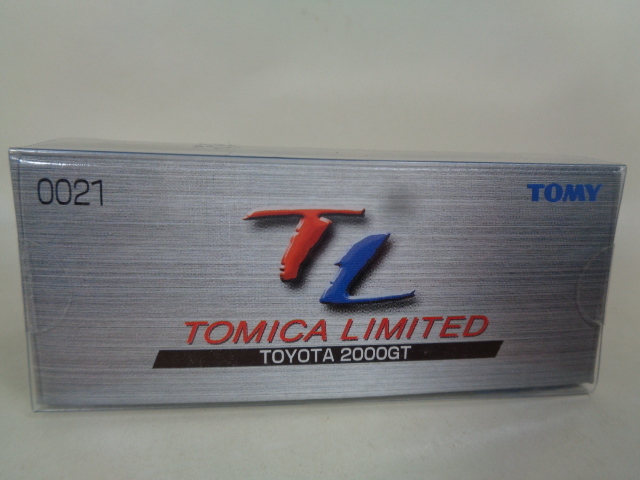 0021
TOMY
TL
TOMICA LIMITED
TOYOTA 2000GT